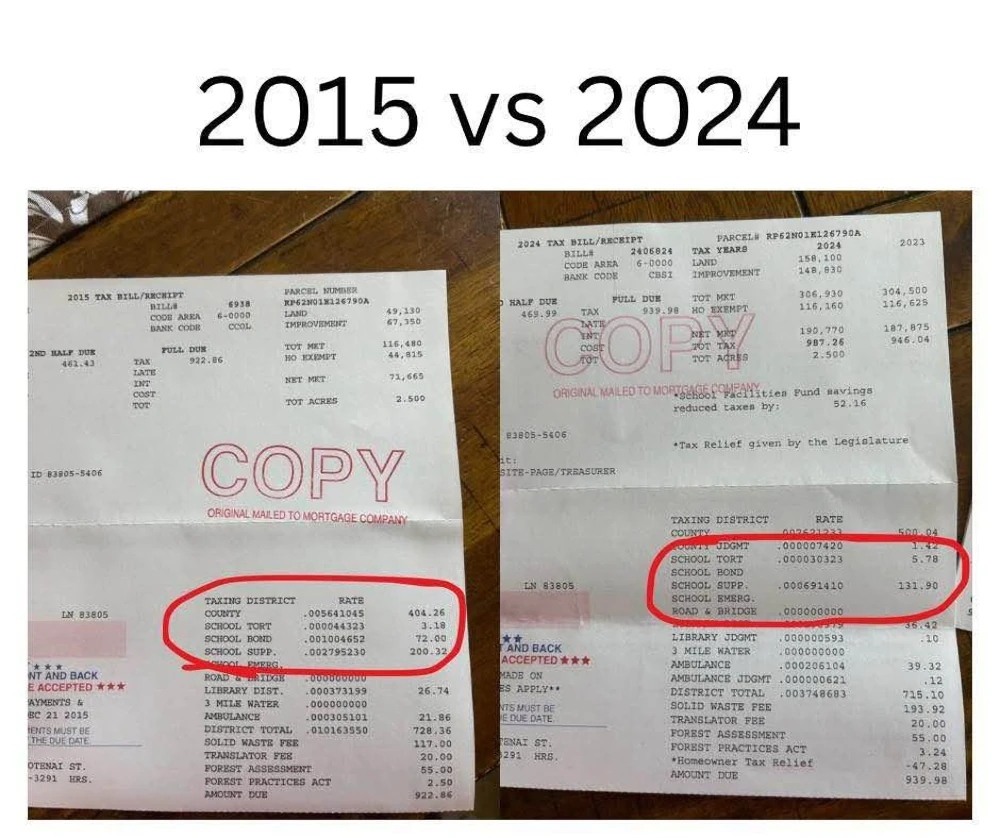 2015 vs 2024
2015 TAX BILL/RECEIPT PARCEL NUMBER
BILL# 6938 RP62N01E126790A
CODE AREA 6-0000 LAND 49,130
BANK CODE CCOL IMPROVEMENT 67,350
2ND HALF DUE FULL DUE TOT MKT 116,480
461.43 TAX 922.86 HO EXEMPT 44,815
LATE
INT NET MKT 71,665
COST
TOT TOT ACRES 2.500
COPY
ORIGINAL MAILED TO MORTGAGE COMPANY
ID 83805-5406
LN 83805
TAXING DISTRICT RATE
COUNTY .005641045 404.26
SCHOOL TORT .000044323 3.18
SCHOOL BOND .001004652 72.00
SCHOOL SUPP. .002795230 200.32
SCHOOL EMERG.
ROAD & BRIDGE .000000000
LIBRARY DIST. .000373199 26.74
3 MILE WATER .000000000
AMBULANCE .000305101 21.86
DISTRICT TOTAL .010163550 728.36
SOLID WASTE FEE 117.00
TRANSLATOR FEE 20.00
FOREST ASSESSMENT 55.00
FOREST PRACTICES ACT 2.50
AMOUNT DUE 922.86
★★★
NT AND BACK
E ACCEPTED ★★★
AYMENTS &
EC 21 2015
ENTS MUST BE
THE DUE DATE.
OTENAI ST.
-3291 HRS.
2024 TAX BILL/RECEIPT PARCEL# RP62N01E126790A
BILL# 2406824 TAX YEARS 2024 2023
CODE AREA 6-0000 LAND 158,100
BANK CODE CBSI IMPROVEMENT 148,830
HALF DUE FULL DUE TOT MKT 306,930 304,500
469.99 TAX 939.98 HO EXEMPT 116,160 116,625
LATE
INT NET MKT 190,770 187,875
COST TOT TAX 987.26 946.04
TOT TOT ACRES 2.500
COPY
ORIGINAL MAILED TO MORTGAGE COMPANY
*School Facilities Fund savings
reduced taxes by: 52.16
83805-5406
*Tax Relief given by the Legislature
it:
SITE-PAGE/TREASURER
LN 83805
TAXING DISTRICT RATE
COUNTY 500.04
COUNTY JDGMT .000007420 1.42
SCHOOL TORT .000030323 5.78
SCHOOL BOND
SCHOOL SUPP. .000691410 131.90
SCHOOL EMERG.
ROAD & BRIDGE .000000000
36.42
LIBRARY JDGMT .000000593 .10
3 MILE WATER .000000000
AMBULANCE .000206104 39.32
AMBULANCE JDGMT .000000621 .12
DISTRICT TOTAL .003748683 715.10
SOLID WASTE FEE 193.92
TRANSLATOR FEE 20.00
FOREST ASSESSMENT 55.00
FOREST PRACTICES ACT 3.24
*Homeowner Tax Relief -47.28
AMOUNT DUE 939.98
★★
T AND BACK
ACCEPTED ★★★
MADE ON
ES APPLY**
NTS MUST BE
E DUE DATE.
TENAI ST.
3291 HRS.